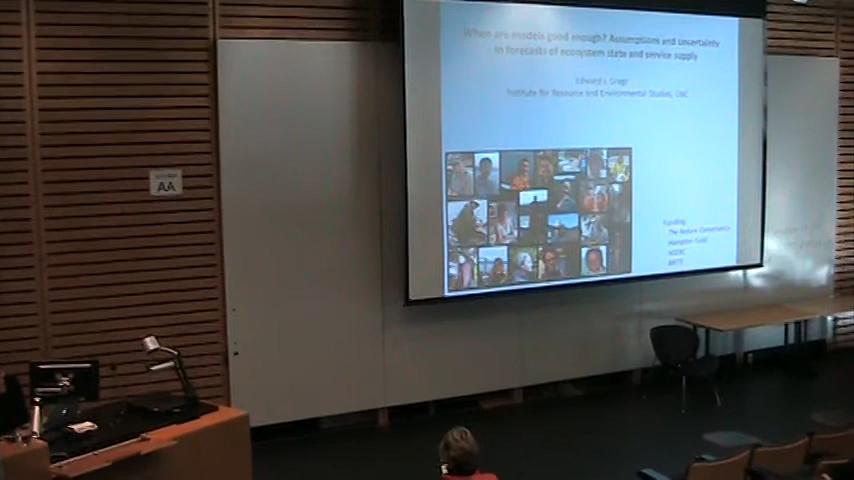 When are models good enough? Assumptions and uncertainty
in forecasts of ecosystem state and service supply
Edward J. Gregr
Institute for Resource and Environmental Studies, UBC
AA
Funding
The Nature Conservancy
NSERC